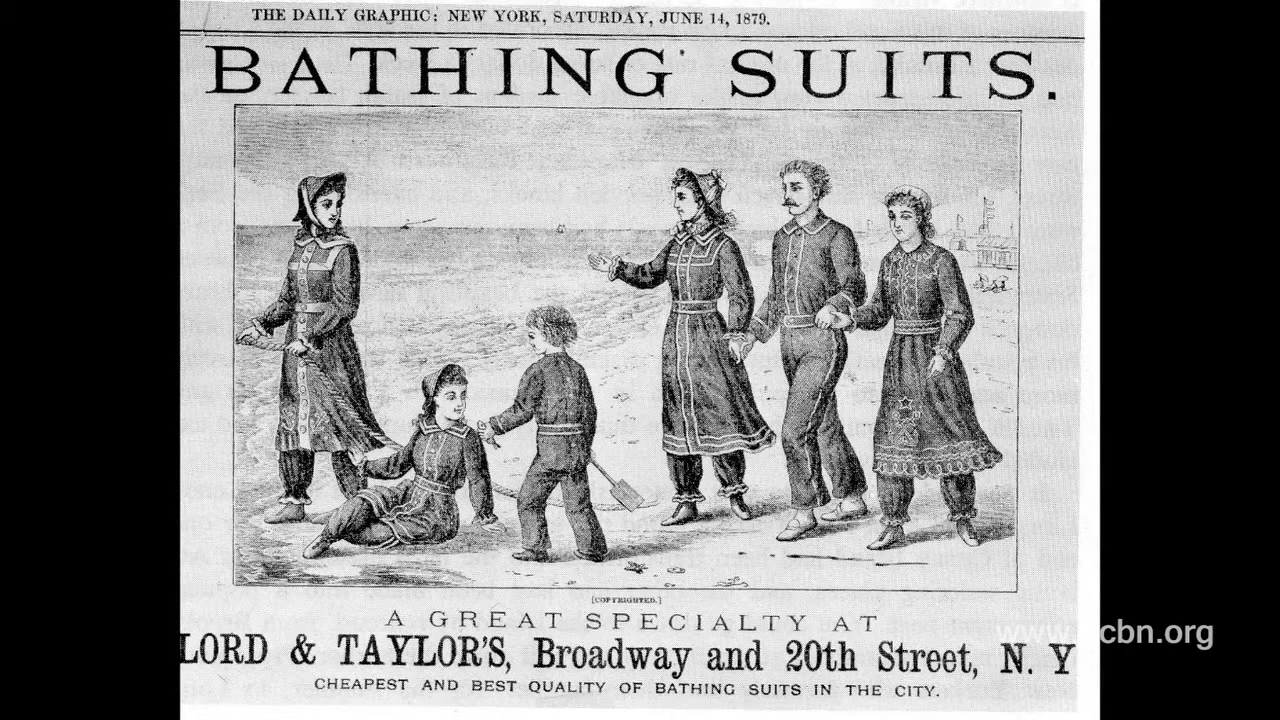 THE DAILY GRAPHIC: NEW YORK, SATURDAY, JUNE 14, 1879.
BATHING SUITS.
[COPYRIGHTED.]
A GREAT SPECIALTY AT
LORD & TAYLOR'S, Broadway and 20th Street, N. Y
CHEAPEST AND BEST QUALITY OF BATHING SUITS IN THE CITY.
cbn.org